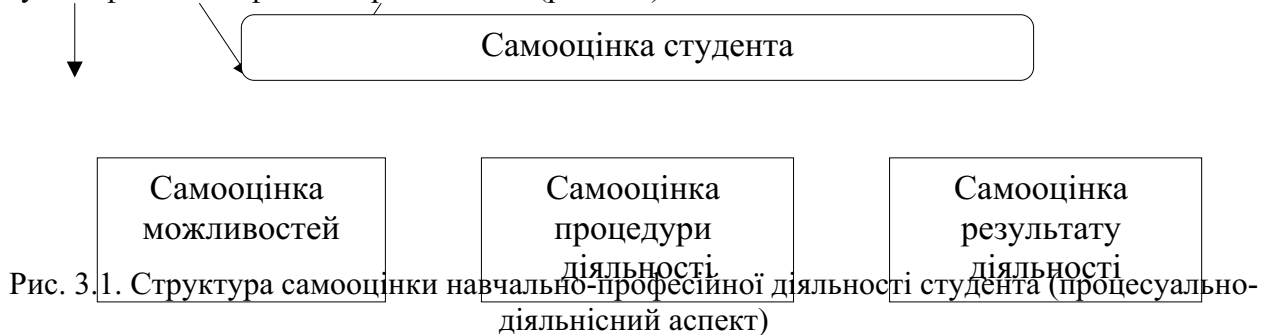 Самооцінка студента
Самооцінка
можливостей
Самооцінка
процедури
діяльності
Самооцінка
результату
діяльності
Рис. 3.1. Структура самооцінки навчально-професійної діяльності студента (процесуально-
діяльнісний аспект)